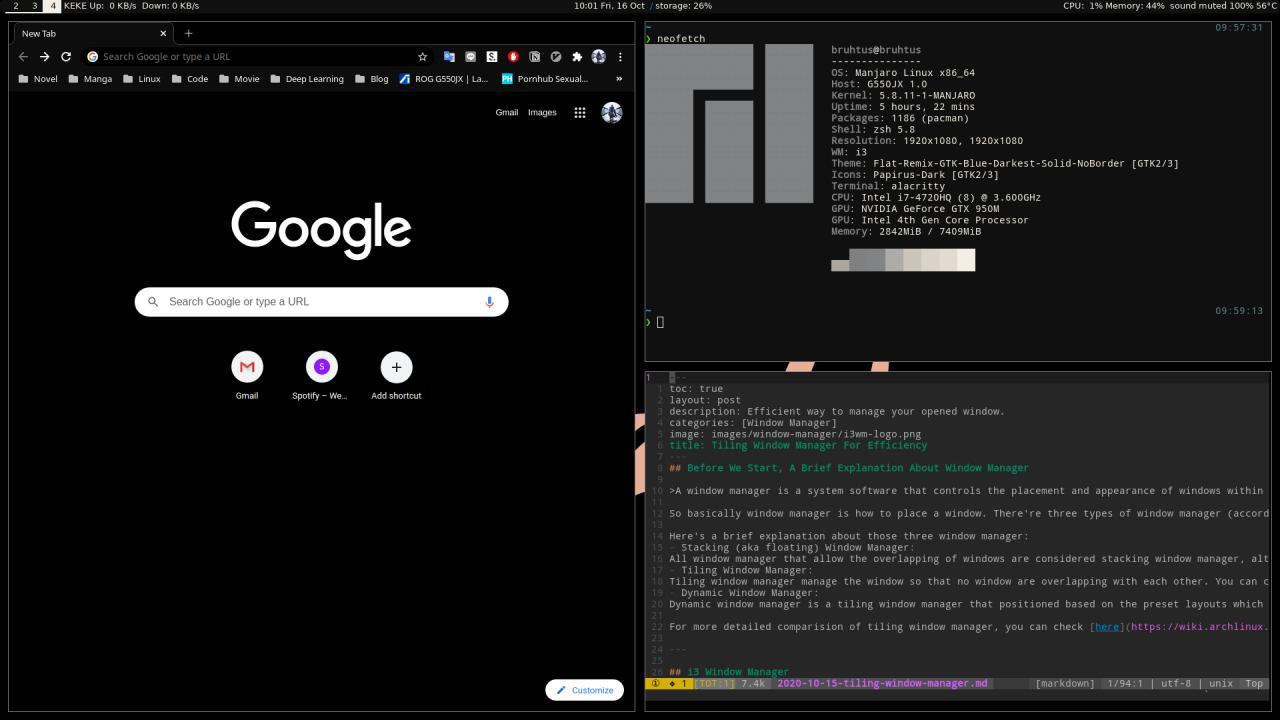 2 3 4 KEKE Up: 0 KB/s Down: 0 KB/s
10:01 Fri, 16 Oct / storage: 26%
CPU: 1% Memory: 44% sound muted 100% 56°C
New Tab
Search Google or type a URL
Novel Manga Linux Code Movie Deep Learning Blog ROG G550JX | La... Pornhub Sexual... »
Gmail Images
Google
Search Google or type a URL
Gmail Spotify – We... Add shortcut
Customize
~ 09:57:31
❯ neofetch
bruhtus@bruhtus
---------------
OS: Manjaro Linux x86_64
Host: G550JX 1.0
Kernel: 5.8.11-1-MANJARO
Uptime: 5 hours, 22 mins
Packages: 1186 (pacman)
Shell: zsh 5.8
Resolution: 1920x1080, 1920x1080
WM: i3
Theme: Flat-Remix-GTK-Blue-Darkest-Solid-NoBorder [GTK2/3]
Icons: Papirus-Dark [GTK2/3]
Terminal: alacritty
CPU: Intel i7-4720HQ (8) @ 3.600GHz
GPU: NVIDIA GeForce GTX 950M
GPU: Intel 4th Gen Core Processor
Memory: 2842MiB / 7409MiB
~ 09:59:13
❯
1 ---
1 toc: true
2 layout: post
3 description: Efficient way to manage your opened window.
4 categories: [Window Manager]
5 image: images/window-manager/i3wm-logo.png
6 title: Tiling Window Manager For Efficiency
7 ---
8 ## Before We Start, A Brief Explanation About Window Manager
9
10 >A window manager is a system software that controls the placement and appearance of windows within
11
12 So basically window manager is how to place a window. There're three types of window manager (accord
13
14 Here's a brief explanation about those three window manager:
15 - Stacking (aka floating) Window Manager:
16 All window manager that allow the overlapping of windows are considered stacking window manager, alt
17 - Tiling Window Manager:
18 Tiling window manager manage the window so that no window are overlapping with each other. You can c
19 - Dynamic Window Manager:
20 Dynamic window manager is a tiling window manager that positioned based on the preset layouts which
21
22 For more detailed comparision of tiling window manager, you can check [here](https://wiki.archlinux.
23
24 ---
25
26 ## i3 Window Manager
1 [TOT:1] 7.4k 2020-10-15-tiling-window-manager.md [markdown] 1/94:1 | utf-8 | unix Top